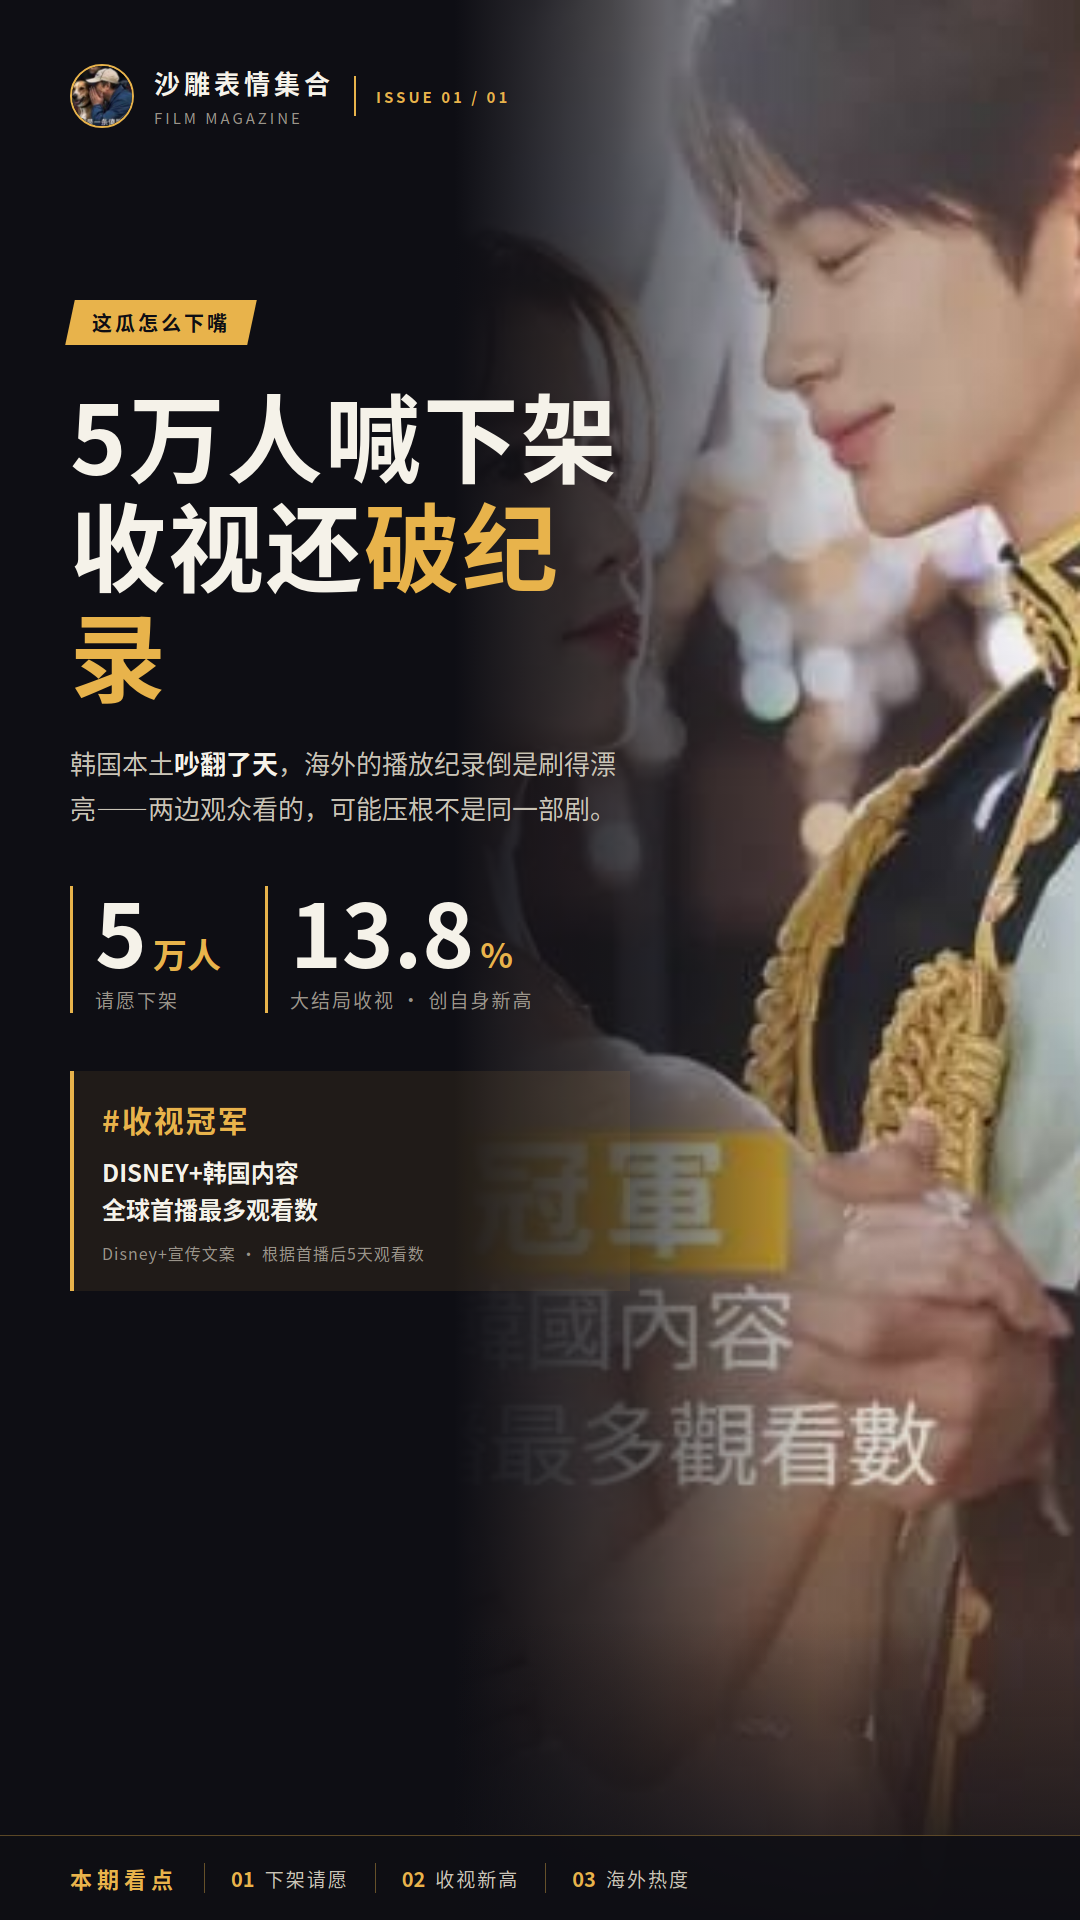 沙雕表情集合
FILM MAGAZINE
ISSUE 01 / 01
这瓜怎么下嘴
5万人喊下架
收视还破纪
录
韩国本土吵翻了天，海外的播放纪录倒是刷得漂
亮——两边观众看的，可能压根不是同一部剧。
5万人
请愿下架
13.8%
大结局收视 · 创自身新高
#收视冠军
DISNEY+韩国内容
全球首播最多观看数
Disney+宣传文案 · 根据首播后5天观看数
冠軍
韓國內容
最多觀看數
本期看点
01 下架请愿
02 收视新高
03 海外热度